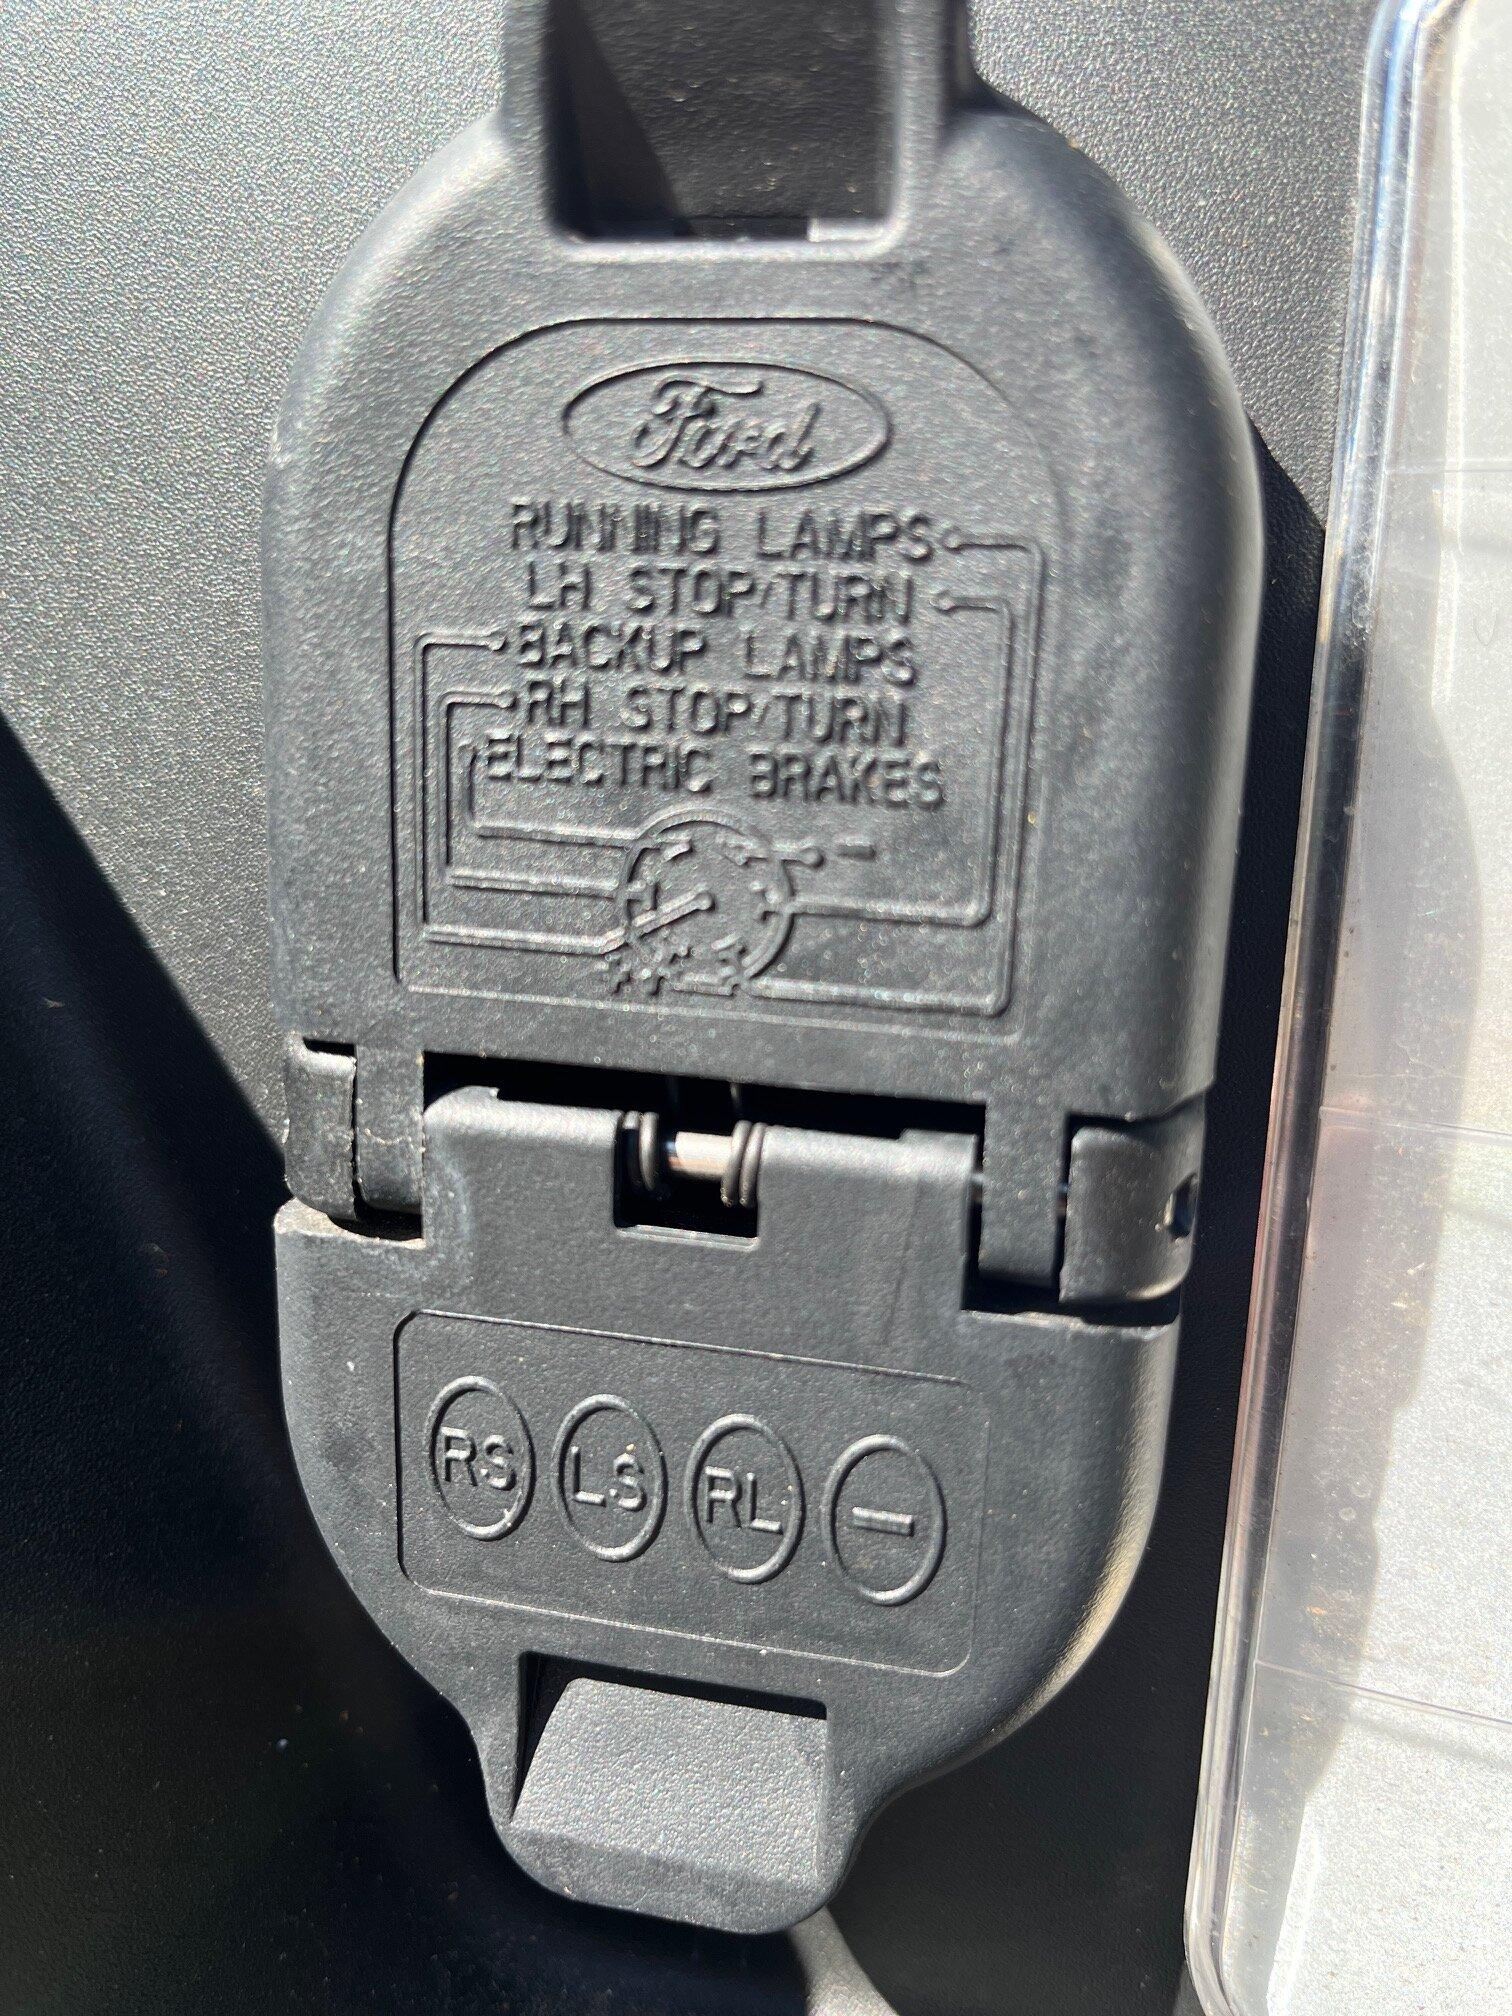 Ford
RUNNING LAMPS
LH STOP/TURN
BACKUP LAMPS
RH STOP/TURN
ELECTRIC BRAKES
RS LS RL –